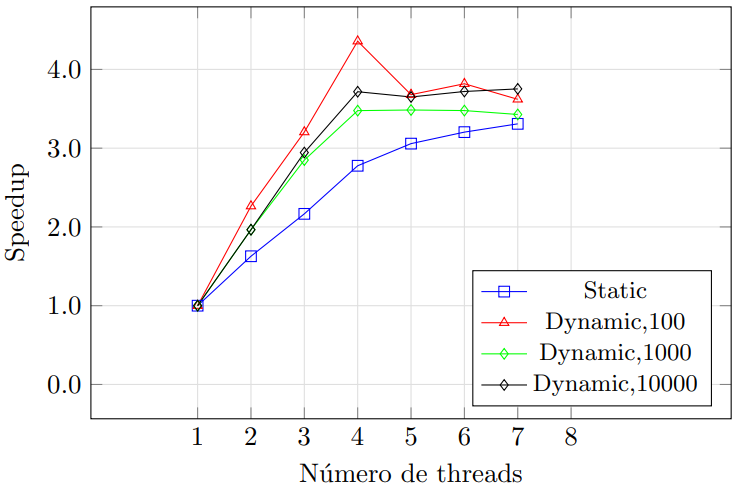 4.0
3.0
2.0
1.0
0.0
Speedup
Static
Dynamic,100
Dynamic,1000
Dynamic,10000
1 2 3 4 5 6 7 8
Número de threads